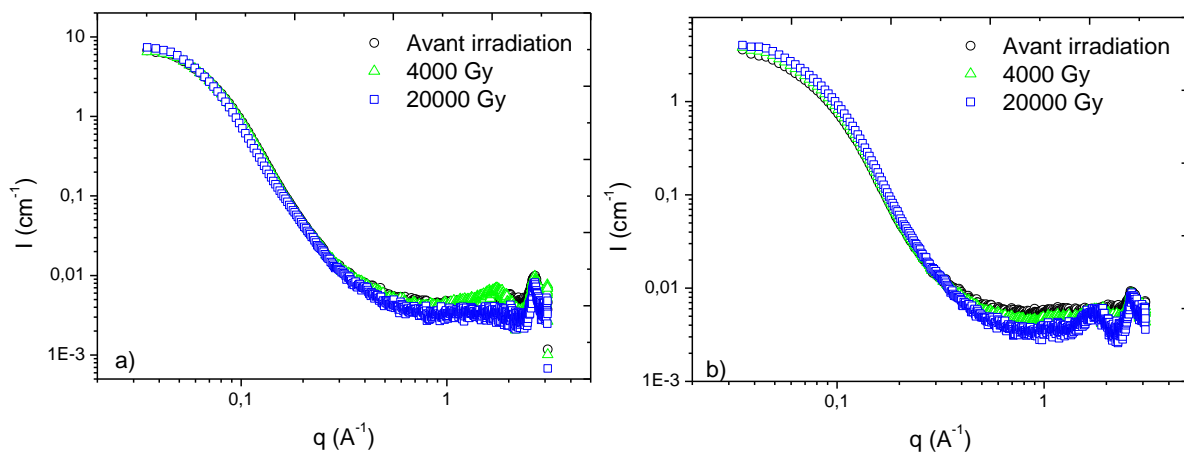 Avant irradiation
4000 Gy
20000 Gy
10
1
0,1
0,01
1E-3
I (cm-1)
a)
0,1
1
q (A-1)
Avant irradiation
4000 Gy
20000 Gy
1
0,1
0,01
1E-3
I (cm-1)
b)
0,1
1
q (A-1)